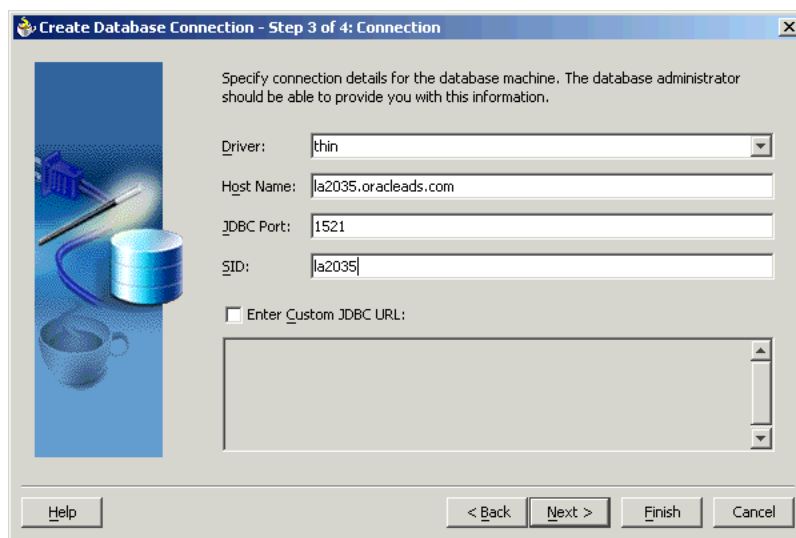 Create Database Connection - Step 3 of 4: Connection
Specify connection details for the database machine. The database administrator
should be able to provide you with this information.
Driver: thin
Host Name: la2035.oracleads.com
JDBC Port: 1521
SID: la2035
Enter Custom JDBC URL:
Help < Back Next > Finish Cancel